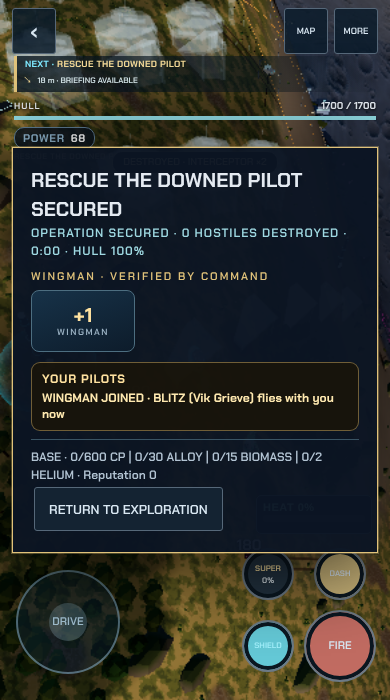 ‹
MAP
MORE
NEXT · RESCUE THE DOWNED PILOT
↘ 18 m · BRIEFING AVAILABLE
HULL
1700 / 1700
POWER 68
RESCUE THE DOWNED PILOT
SECURED
OPERATION SECURED · 0 HOSTILES DESTROYED ·
0:00 · HULL 100%
WINGMAN · VERIFIED BY COMMAND
+1
WINGMAN
YOUR PILOTS
WINGMAN JOINED · BLITZ (Vik Grieve) flies with you
now
BASE · 0/600 CP | 0/30 ALLOY | 0/15 BIOMASS | 0/2
HELIUM · Reputation 0
RETURN TO EXPLORATION
HEAT 0%
180
SUPER
0%
DASH
DRIVE
SHIELD
FIRE